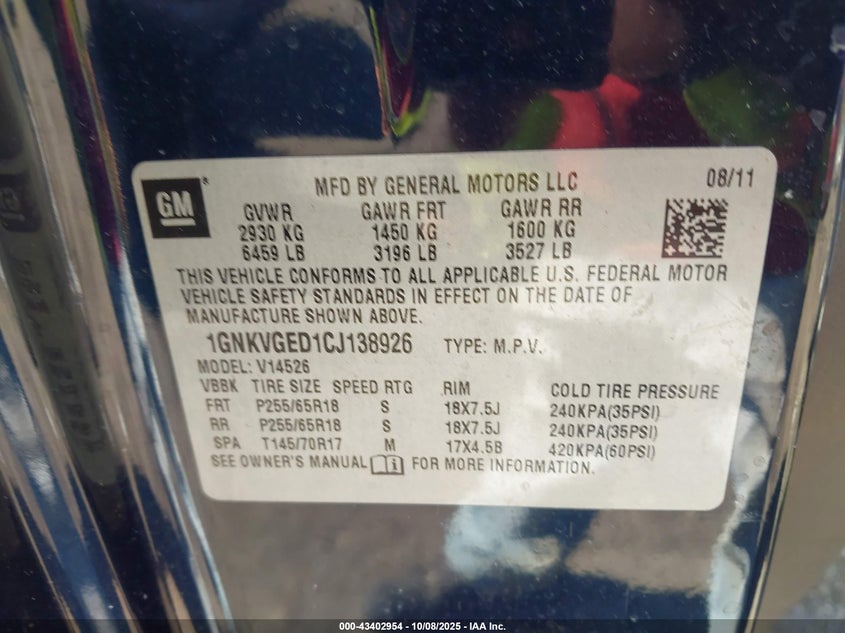 GM
MFD BY GENERAL MOTORS LLC 08/11
GVWR GAWR FRT GAWR RR
2930 KG 1450 KG 1600 KG
6459 LB 3196 LB 3527 LB
THIS VEHICLE CONFORMS TO ALL APPLICABLE U.S. FEDERAL MOTOR
VEHICLE SAFETY STANDARDS IN EFFECT ON THE DATE OF
MANUFACTURE SHOWN ABOVE.
1GNKVGED1CJ138926 TYPE: M.P.V.
MODEL: V14526
VBBK TIRE SIZE SPEED RTG RIM COLD TIRE PRESSURE
FRT P255/65R18 S 18X7.5J 240KPA(35PSI)
RR P255/65R18 S 18X7.5J 240KPA(35PSI)
SPA T145/70R17 M 17X4.5B 420KPA(60PSI)
SEE OWNER'S MANUAL FOR MORE INFORMATION.
000-43402954 - 10/08/2025 - IAA Inc.